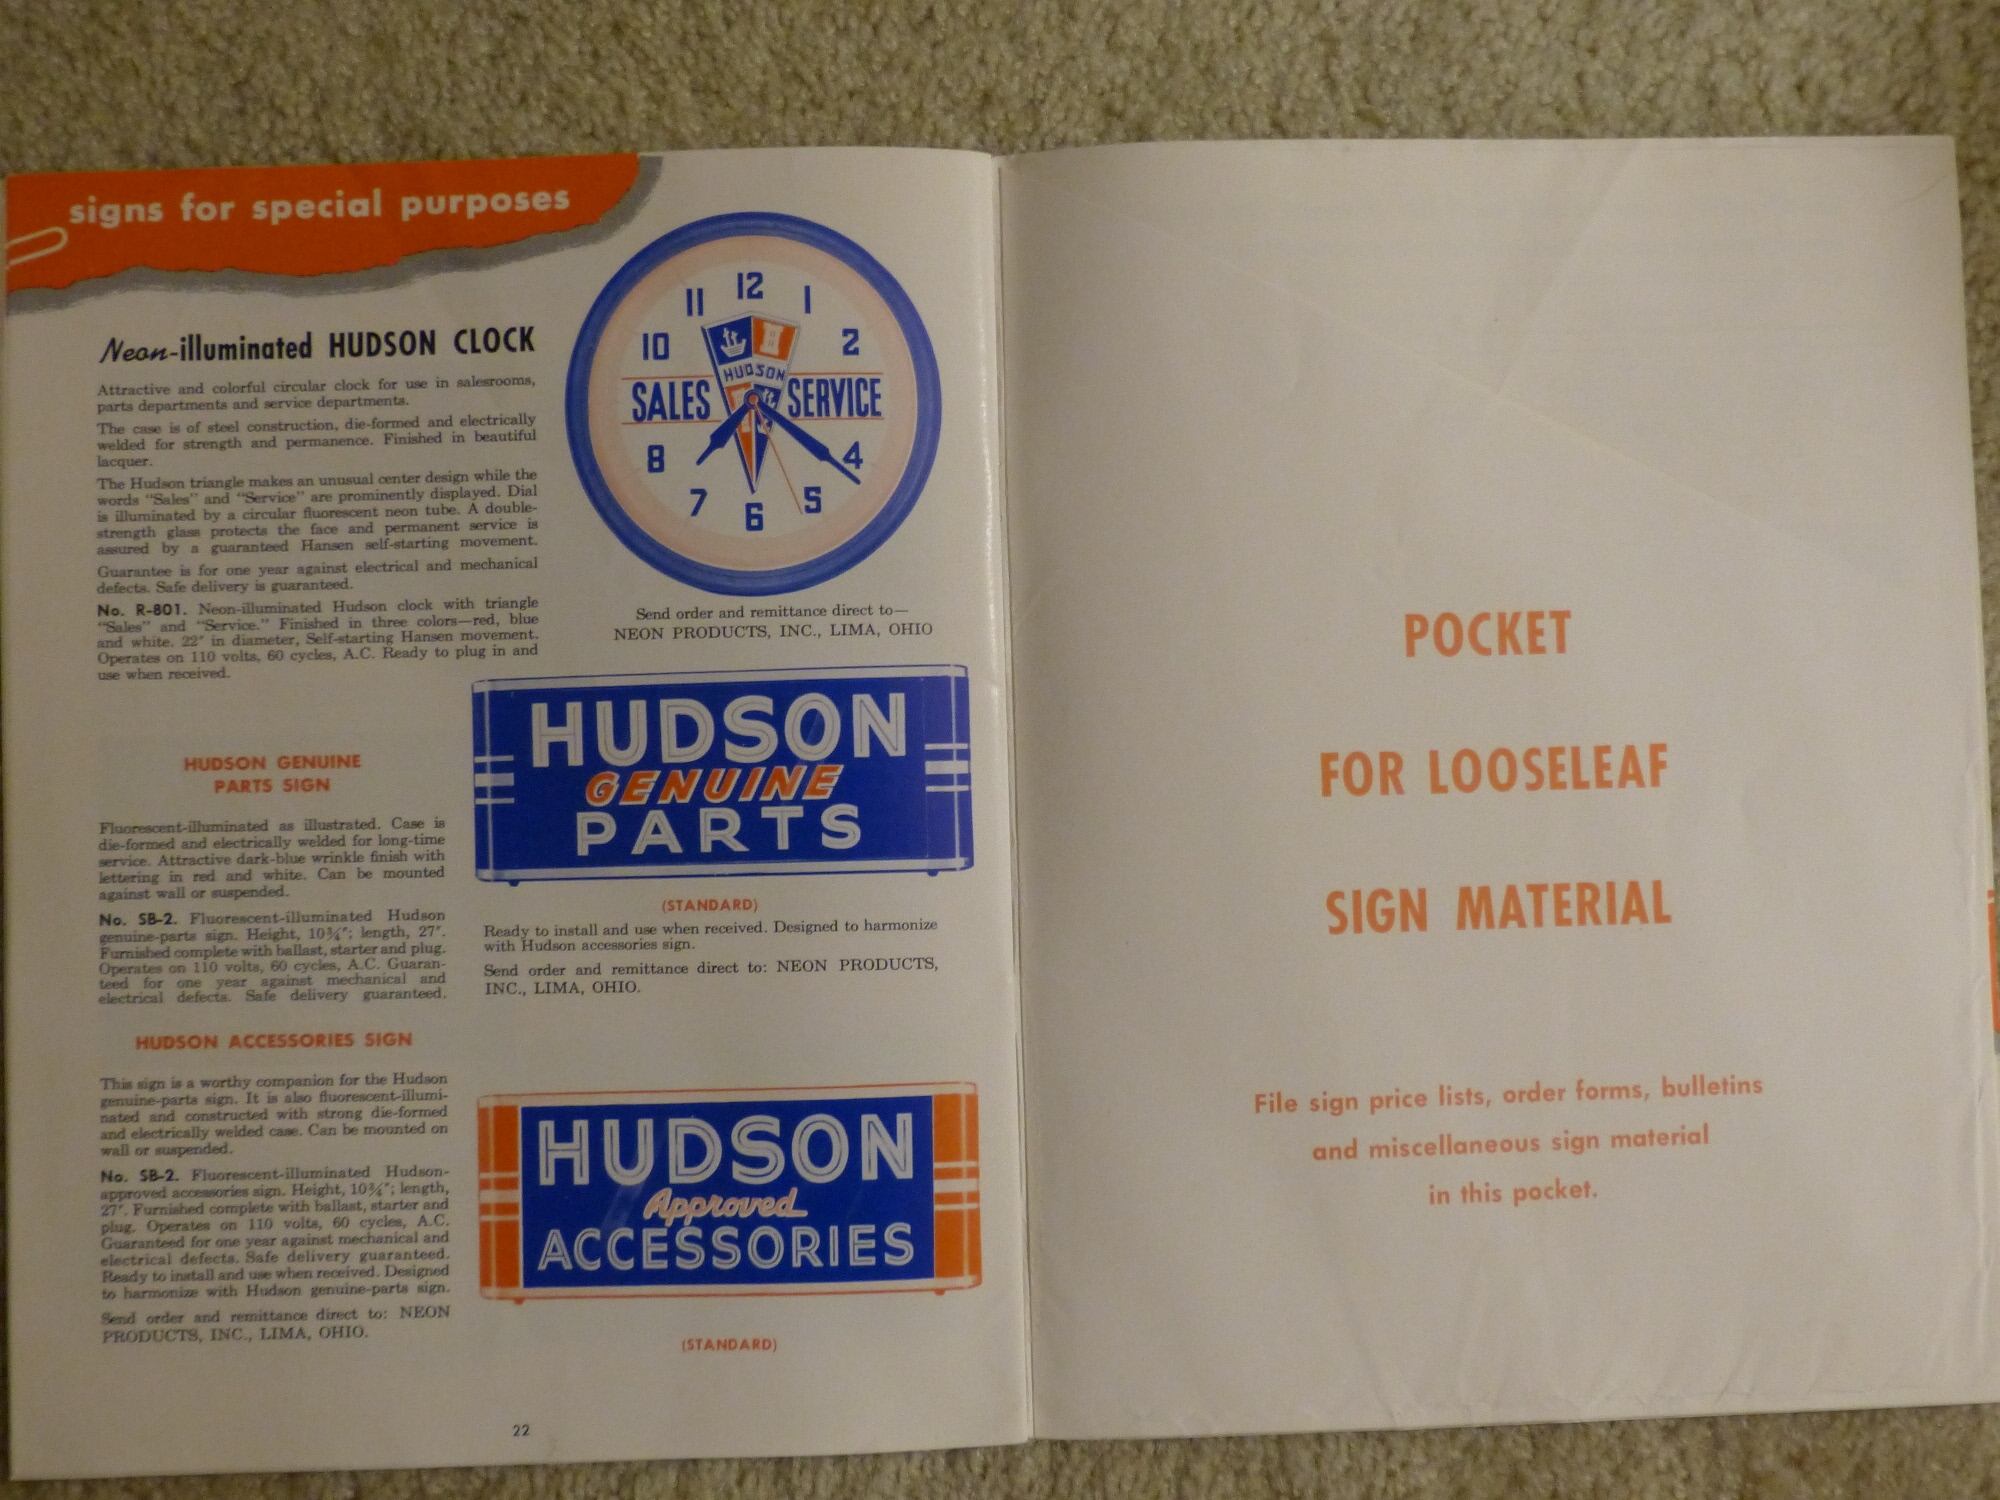 signs for special purposes
Neon-illuminated HUDSON CLOCK
Attractive and colorful circular clock for use in salesrooms,
parts departments and service departments.
The case is of steel construction, die-formed and electrically
welded for strength and permanence. Finished in beautiful
lacquer.
The Hudson triangle makes an unusual center design while the
words "Sales" and "Service" are prominently displayed. Dial
is illuminated by a circular fluorescent neon tube. A double-
strength glass protects the face and permanent service is
assured by a guaranteed Hansen self-starting movement.
Guarantee is for one year against electrical and mechanical
defects. Safe delivery is guaranteed.
No. R-801. Neon-illuminated Hudson clock with triangle
"Sales" and "Service." Finished in three colors—red, blue
and white. 22" in diameter, Self-starting Hansen movement.
Operates on 110 volts, 60 cycles, A.C. Ready to plug in and
use when received.
12
11 1
10 2
HUDSON
SALES SERVICE
8 4
7 5
6
Send order and remittance direct to—
NEON PRODUCTS, INC., LIMA, OHIO
HUDSON GENUINE
PARTS SIGN
Fluorescent-illuminated as illustrated. Case is
die-formed and electrically welded for long-time
service. Attractive dark-blue wrinkle finish with
lettering in red and white. Can be mounted
against wall or suspended.
No. SB-2. Fluorescent-illuminated Hudson
genuine-parts sign. Height, 10¾"; length, 27".
Furnished complete with ballast, starter and plug.
Operates on 110 volts, 60 cycles, A.C. Guaran-
teed for one year against mechanical and
electrical defects. Safe delivery guaranteed.
HUDSON
GENUINE
PARTS
(STANDARD)
Ready to install and use when received. Designed to harmonize
with Hudson accessories sign.
Send order and remittance direct to: NEON PRODUCTS,
INC., LIMA, OHIO.
HUDSON ACCESSORIES SIGN
This sign is a worthy companion for the Hudson
genuine-parts sign. It is also fluorescent-illumi-
nated and constructed with strong die-formed
and electrically welded case. Can be mounted on
wall or suspended.
No. SB-2. Fluorescent-illuminated Hudson-
approved accessories sign. Height, 10¾"; length,
27". Furnished complete with ballast, starter and
plug. Operates on 110 volts, 60 cycles, A.C.
Guaranteed for one year against mechanical and
electrical defects. Safe delivery guaranteed.
Ready to install and use when received. Designed
to harmonize with Hudson genuine-parts sign.
Send order and remittance direct to: NEON
PRODUCTS, INC., LIMA, OHIO.
HUDSON
Approved
ACCESSORIES
(STANDARD)
22
POCKET
FOR LOOSELEAF
SIGN MATERIAL
File sign price lists, order forms, bulletins
and miscellaneous sign material
in this pocket.